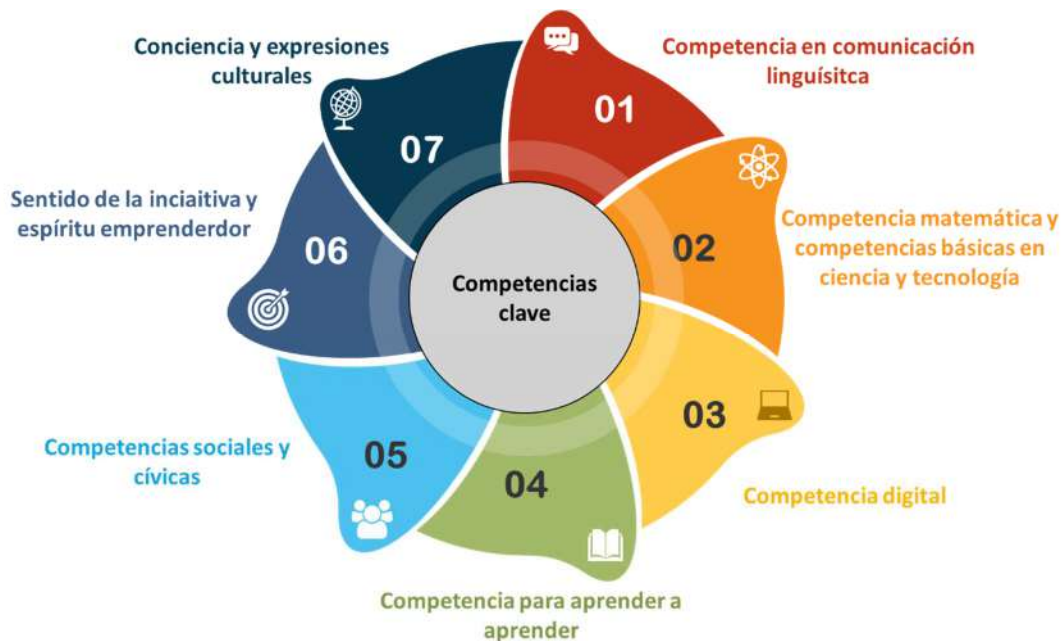 Competencias
clave
01
Competencia en comunicación
linguísitca
02
Competencia matemática y
competencias básicas en
ciencia y tecnología
03
Competencia digital
04
Competencia para aprender a
aprender
05
Competencias sociales y
cívicas
06
Sentido de la inciaitiva y
espíritu emprenderdor
07
Conciencia y expresiones
culturales